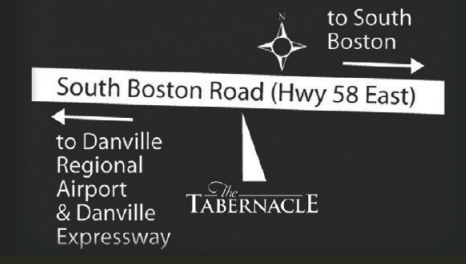 N
to South
Boston
South Boston Road (Hwy 58 East)
to Danville
Regional
Airport
& Danville
Expressway
The
TABERNACLE